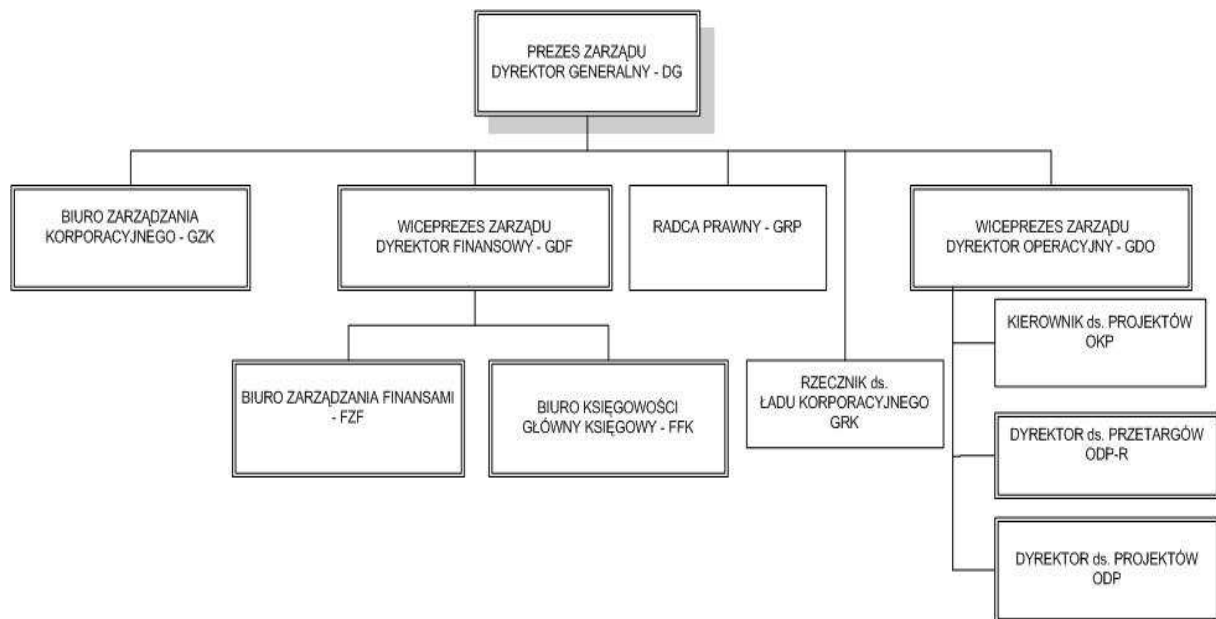 PREZES ZARZĄDU
DYREKTOR GENERALNY - DG
BIURO ZARZĄDZANIA
KORPORACYJNEGO - GZK
WICEPREZES ZARZĄDU
DYREKTOR FINANSOWY - GDF
RADCA PRAWNY - GRP
WICEPREZES ZARZĄDU
DYREKTOR OPERACYJNY - GDO
BIURO ZARZĄDZANIA FINANSAMI
- FZF
BIURO KSIĘGOWOŚCI
GŁÓWNY KSIĘGOWY - FFK
RZECZNIK ds.
ŁADU KORPORACYJNEGO
GRK
KIEROWNIK ds. PROJEKTÓW
OKP
DYREKTOR ds. PRZETARGÓW
ODP-R
DYREKTOR ds. PROJEKTÓW
ODP